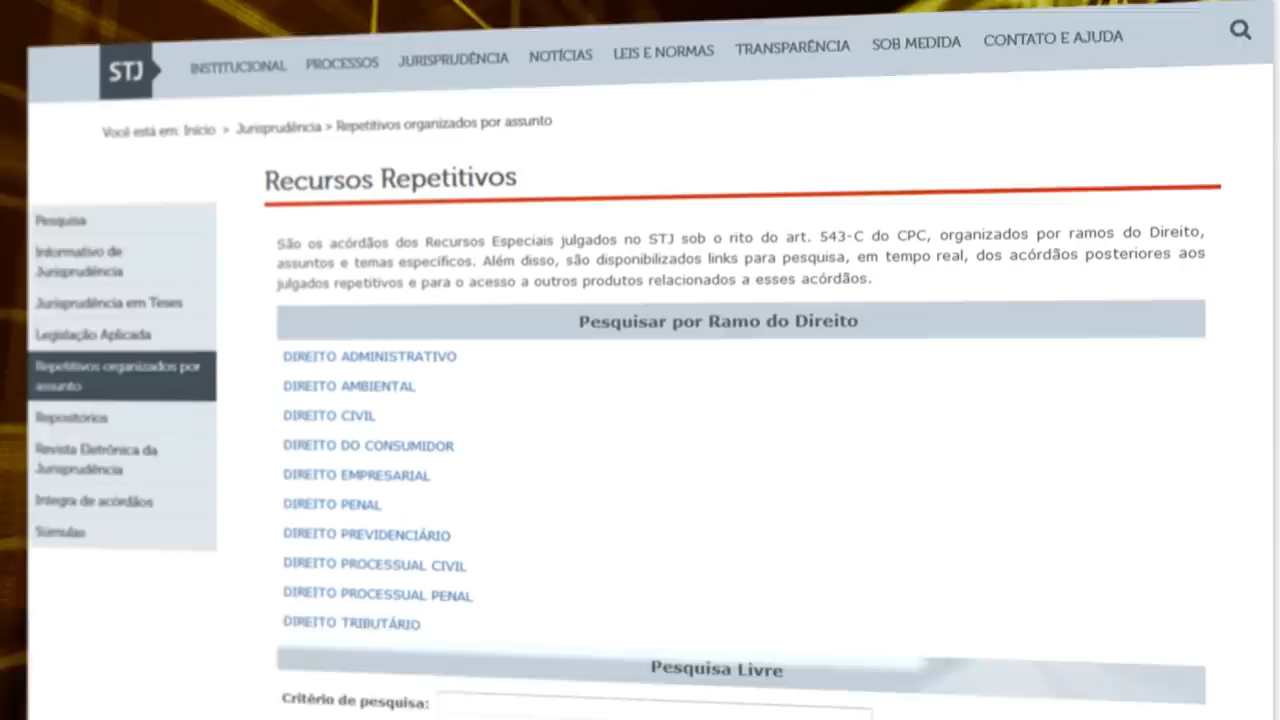 STJ
INSTITUCIONAL PROCESSOS JURISPRUDÊNCIA NOTÍCIAS LEIS E NORMAS TRANSPARÊNCIA SOB MEDIDA CONTATO E AJUDA
Você está em: Início > Jurisprudência > Repetitivos organizados por assunto
Recursos Repetitivos
Pesquisa
Informativo de
Jurisprudência
Jurisprudência em Teses
Legislação Aplicada
Repetitivos organizados por
assunto
Repositórios
Revista Eletrônica da
Jurisprudência
Íntegra de acórdãos
Súmulas
São os acórdãos dos Recursos Especiais julgados no STJ sob o rito do art. 543-C do CPC, organizados por ramos do Direito,
assuntos e temas específicos. Além disso, são disponibilizados links para pesquisa, em tempo real, dos acórdãos posteriores aos
julgados repetitivos e para o acesso a outros produtos relacionados a esses acórdãos.
Pesquisar por Ramo do Direito
DIREITO ADMINISTRATIVO
DIREITO AMBIENTAL
DIREITO CIVIL
DIREITO DO CONSUMIDOR
DIREITO EMPRESARIAL
DIREITO PENAL
DIREITO PREVIDENCIÁRIO
DIREITO PROCESSUAL CIVIL
DIREITO PROCESSUAL PENAL
DIREITO TRIBUTÁRIO
Pesquisa Livre
Critério de pesquisa: